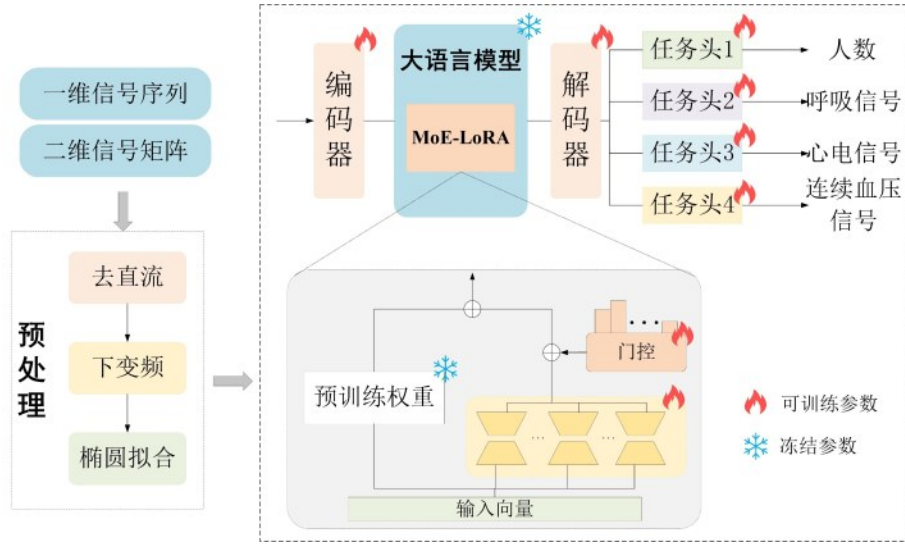 一维信号序列
二维信号矩阵
预处理
去直流
下变频
椭圆拟合
编码器
大语言模型
MoE-LoRA
解码器
任务头1
人数
任务头2
呼吸信号
任务头3
心电信号
任务头4
连续血压
信号
门控
预训练权重
...
...
输入向量
可训练参数
冻结参数